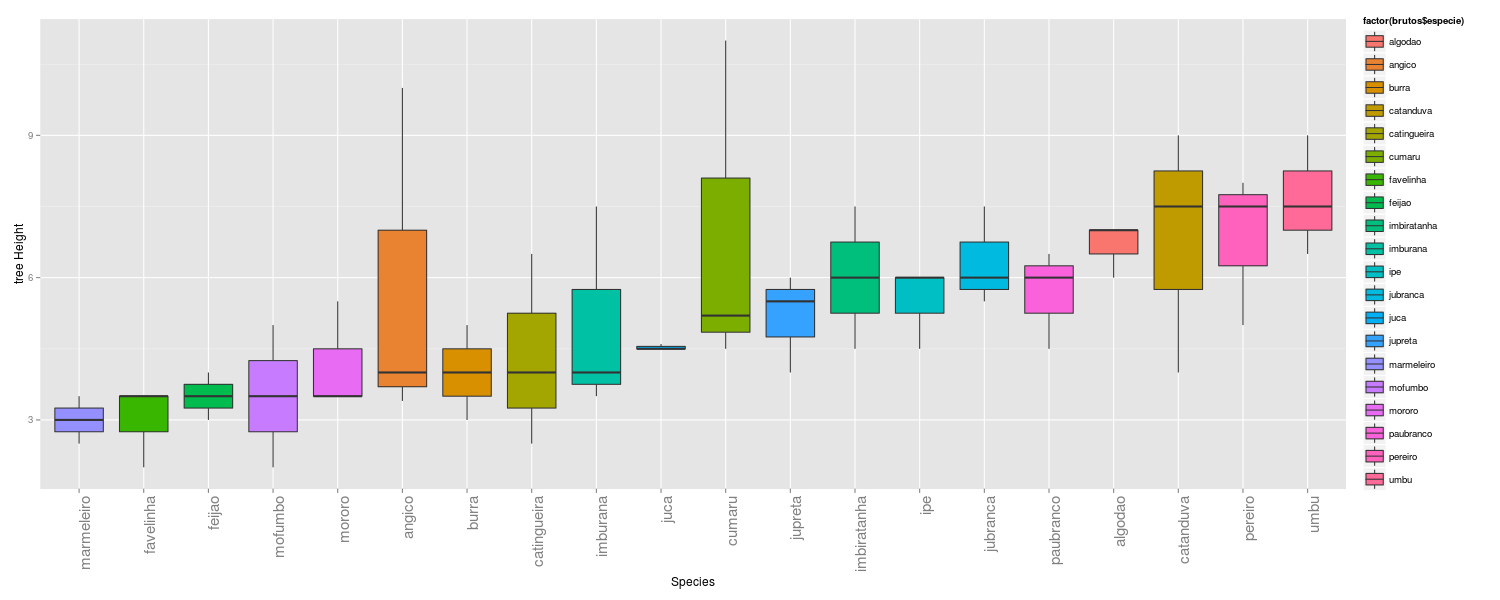 factor(brutos$especie)
algodao
angico
burra
catanduva
catingueira
cumaru
favelinha
feijao
imbiratanha
imburana
ipe
jubranca
juca
jupreta
marmeleiro
mofumbo
mororo
paubranco
pereiro
umbu
tree Height
9
6
3
marmeleiro
favelinha
feijao
mofumbo
mororo
angico
burra
catingueira
imburana
juca
cumaru
jupreta
imbiratanha
ipe
jubranca
paubranco
algodao
catanduva
pereiro
umbu
Species